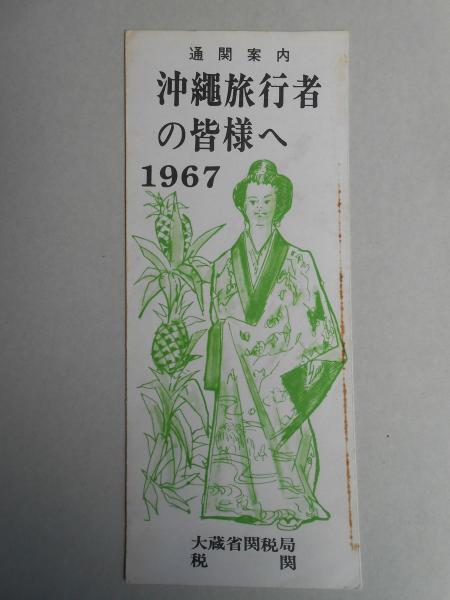 通関案内
沖縄旅行者
の皆様へ
1967
大蔵省関税局
税関